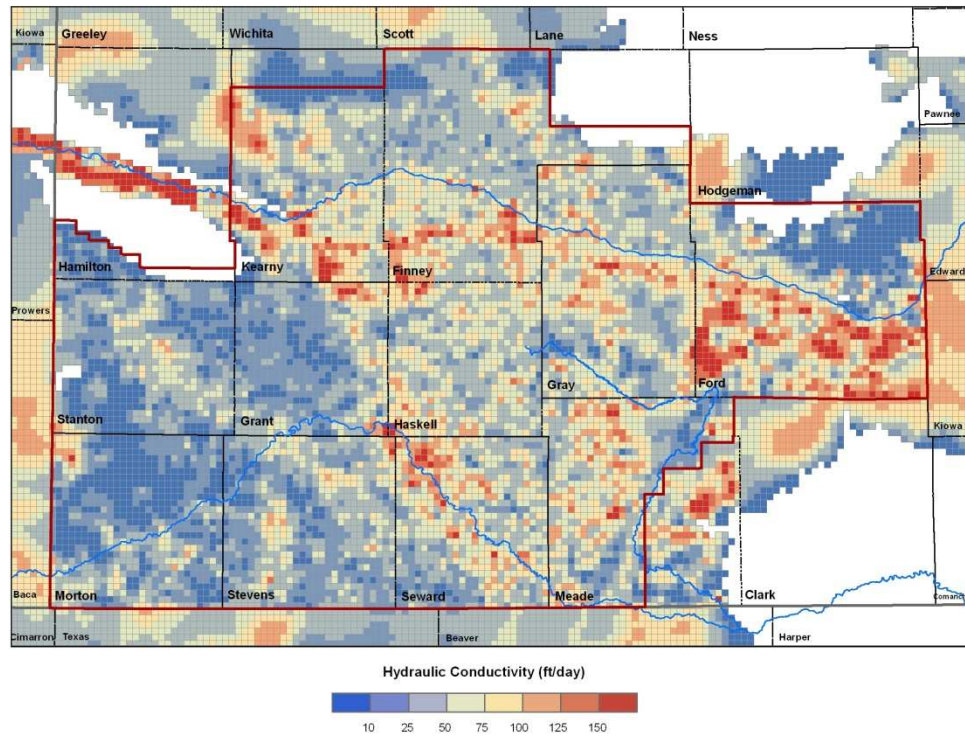 Kiowa Greeley Wichita Scott Lane Ness
Pawnee
Hodgeman
Hamilton Kearny Finney Edward
Prowers
Gray Ford
Stanton Grant Haskell Kiowa
Baca Morton Stevens Seward Meade Clark Comanc
Cimarron Texas Beaver Harper
Hydraulic Conductivity (ft/day)
10 25 50 75 100 125 150